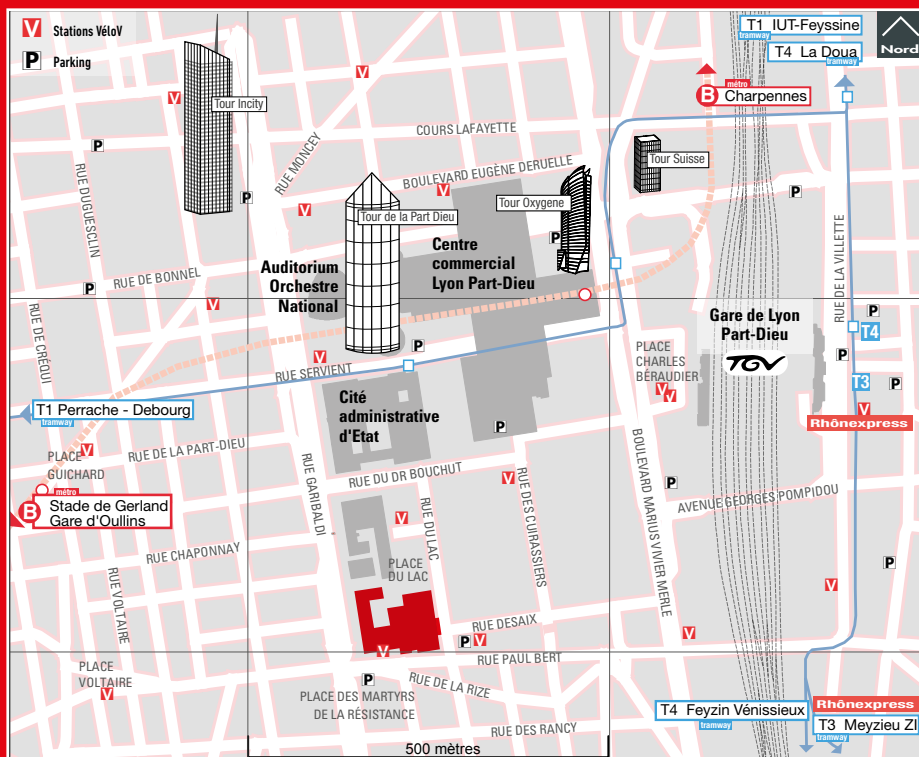 V Stations VéloV
P Parking
T1 IUT-Feyssine
tramway
T4 La Doua
tramway
Nord
métro
B Charpennes
Tour Incity
COURS LAFAYETTE
RUE MONCEY
Tour Suisse
BOULEVARD EUGÈNE DERUELLE
RUE DUGUESCLIN
Tour de la Part Dieu
Tour Oxygene
Centre
commercial
Lyon Part-Dieu
Auditorium
Orchestre
National
RUE DE BONNEL
RUE DE LA VILLETTE
RUE DE CRÉQUI
Gare de Lyon
Part-Dieu
TGV
T4
PLACE
CHARLES
BÉRAUDIER
RUE SERVIENT
T3
Cité
administrative
d'Etat
T1 Perrache - Debourg
tramway
Rhônexpress
PLACE
GUICHARD
RUE DE LA PART-DIEU
RUE DU DR BOUCHUT
RUE GARIBALDI
RUE DU LAC
RUE DES CUIRASSIERS
BOULEVARD MARIUS VIVIER MERLE
AVENUE GEORGES POMPIDOU
métro
B Stade de Gerland
Gare d'Oullins
RUE CHAPONNAY
RUE VOLTAIRE
PLACE
DU LAC
RUE DESAIX
RUE PAUL BERT
PLACE
VOLTAIRE
RUE DE LA RIZE
PLACE DES MARTYRS
DE LA RÉSISTANCE
RUE DES RANCY
T4 Feyzin Vénissieux
tramway
Rhônexpress
T3 Meyzieu ZI
tramway
500 mètres